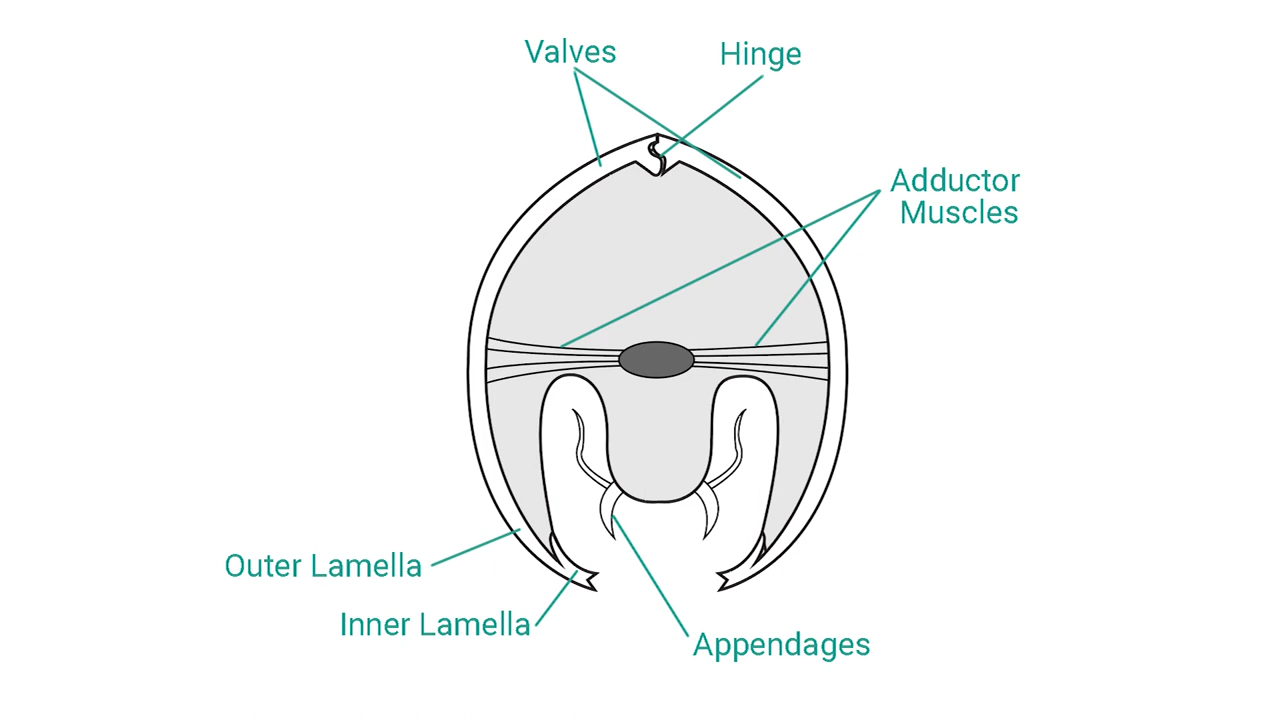 Valves
Hinge
Adductor
Muscles
Outer Lamella
Inner Lamella
Appendages